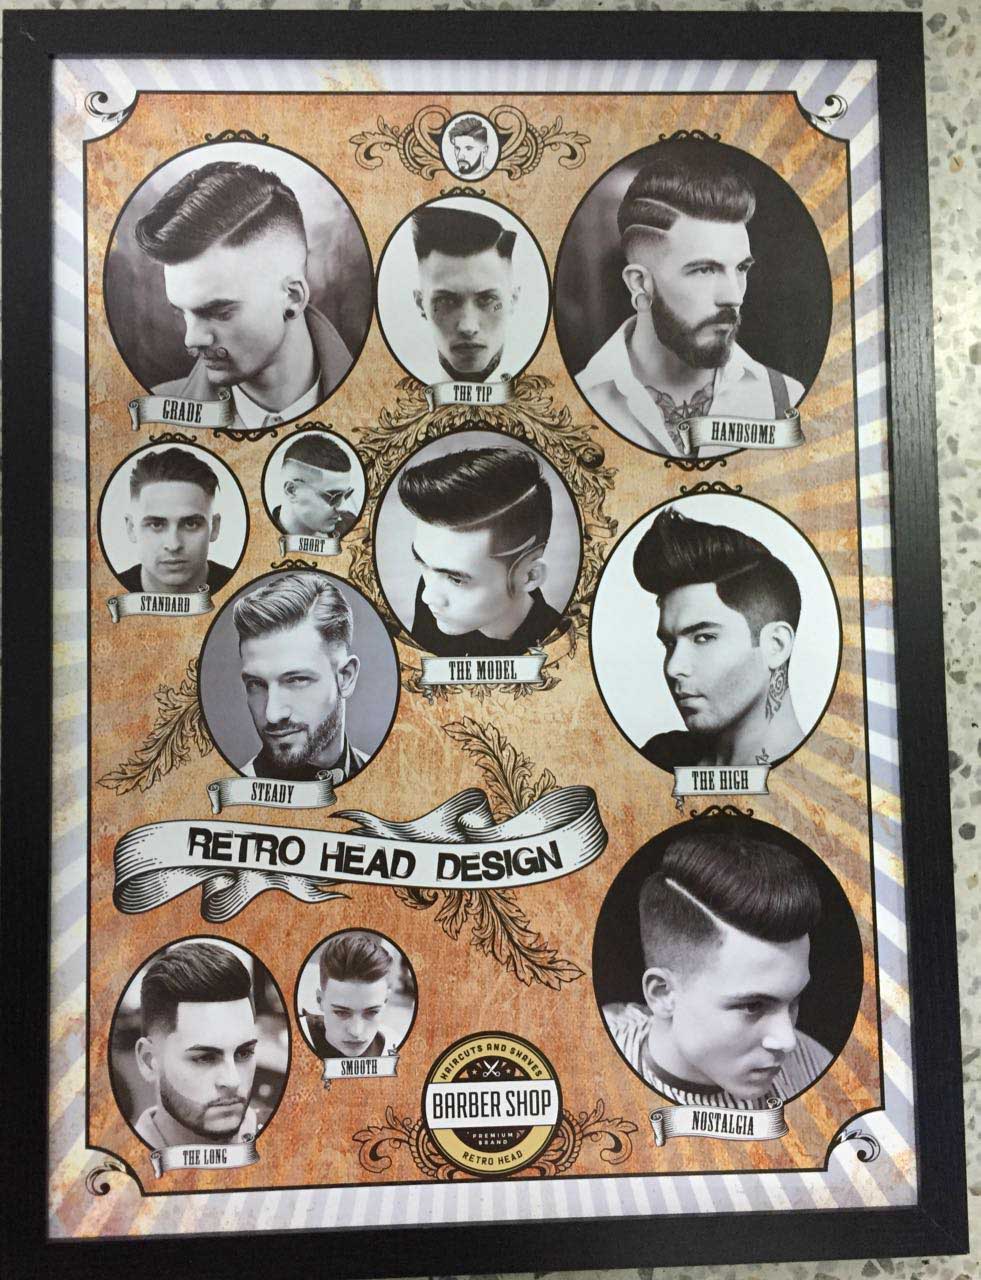 GRADE
THE TIP
HANDSOME
STANDARD
SHORT
THE MODEL
STEADY
THE HIGH
RETRO HEAD DESIGN
THE LONG
SMOOTH
HAIRCUTS AND SHAVES
BARBER SHOP
PREMIUM
BRAND
RETRO HEAD
NOSTALGIA